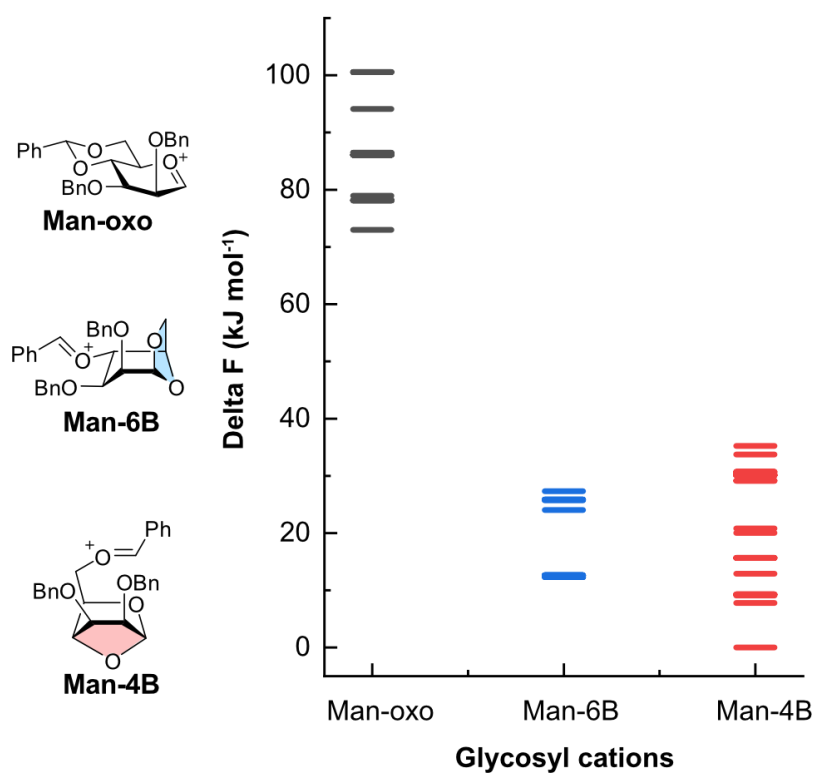 Ph
O
O
OBn
O
+
BnO
Man-oxo
Ph
O
+
BnO
O
BnO
O
Man-6B
Ph
+
O
BnO
OBn
O
O
Man-4B
Delta F (kJ mol⁻¹)
100
80
60
40
20
0
Man-oxo Man-6B Man-4B
Glycosyl cations